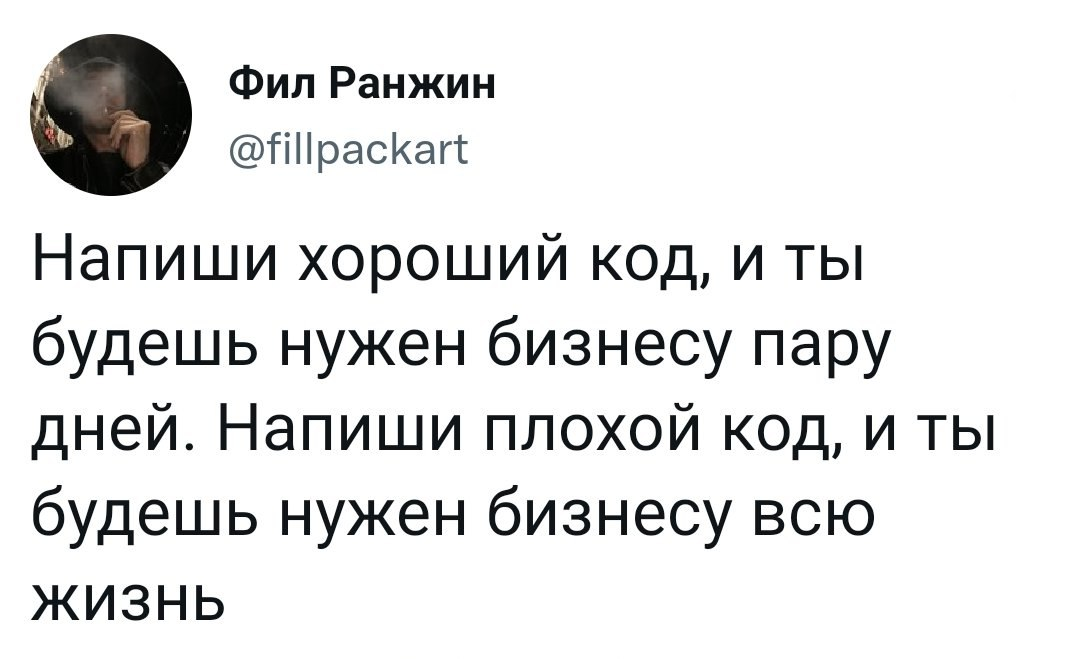 Фил Ранжин
@fillpackart
Напиши хороший код, и ты
будешь нужен бизнесу пару
дней. Напиши плохой код, и ты
будешь нужен бизнесу всю
жизнь